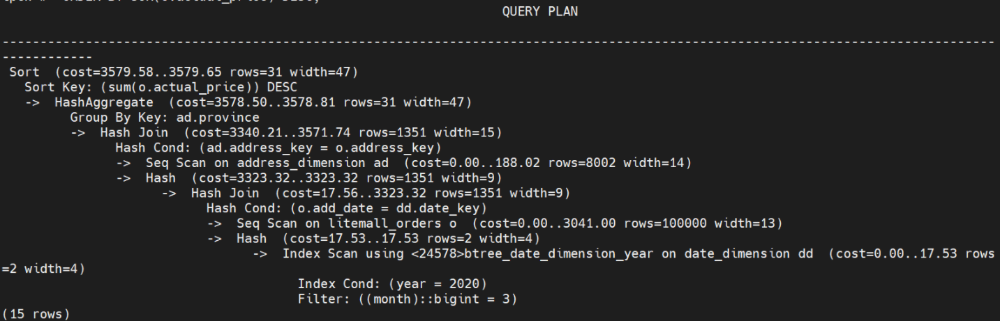 QUERY PLAN
--------------------------------------------------------------------------------------------------------------------------------------
------------
Sort  (cost=3579.58..3579.65 rows=31 width=47)
  Sort Key: (sum(o.actual_price)) DESC
  ->  HashAggregate  (cost=3578.50..3578.81 rows=31 width=47)
        Group By Key: ad.province
        ->  Hash Join  (cost=3340.21..3571.74 rows=1351 width=15)
              Hash Cond: (ad.address_key = o.address_key)
              ->  Seq Scan on address_dimension ad  (cost=0.00..188.02 rows=8002 width=14)
              ->  Hash  (cost=3323.32..3323.32 rows=1351 width=9)
                    ->  Hash Join  (cost=17.56..3323.32 rows=1351 width=9)
                          Hash Cond: (o.add_date = dd.date_key)
                          ->  Seq Scan on litemall_orders o  (cost=0.00..3041.00 rows=100000 width=13)
                          ->  Hash  (cost=17.53..17.53 rows=2 width=4)
                                ->  Index Scan using <24578>btree_date_dimension_year on date_dimension dd  (cost=0.00..17.53 rows
=2 width=4)
                                      Index Cond: (year = 2020)
                                      Filter: ((month)::bigint = 3)
(15 rows)